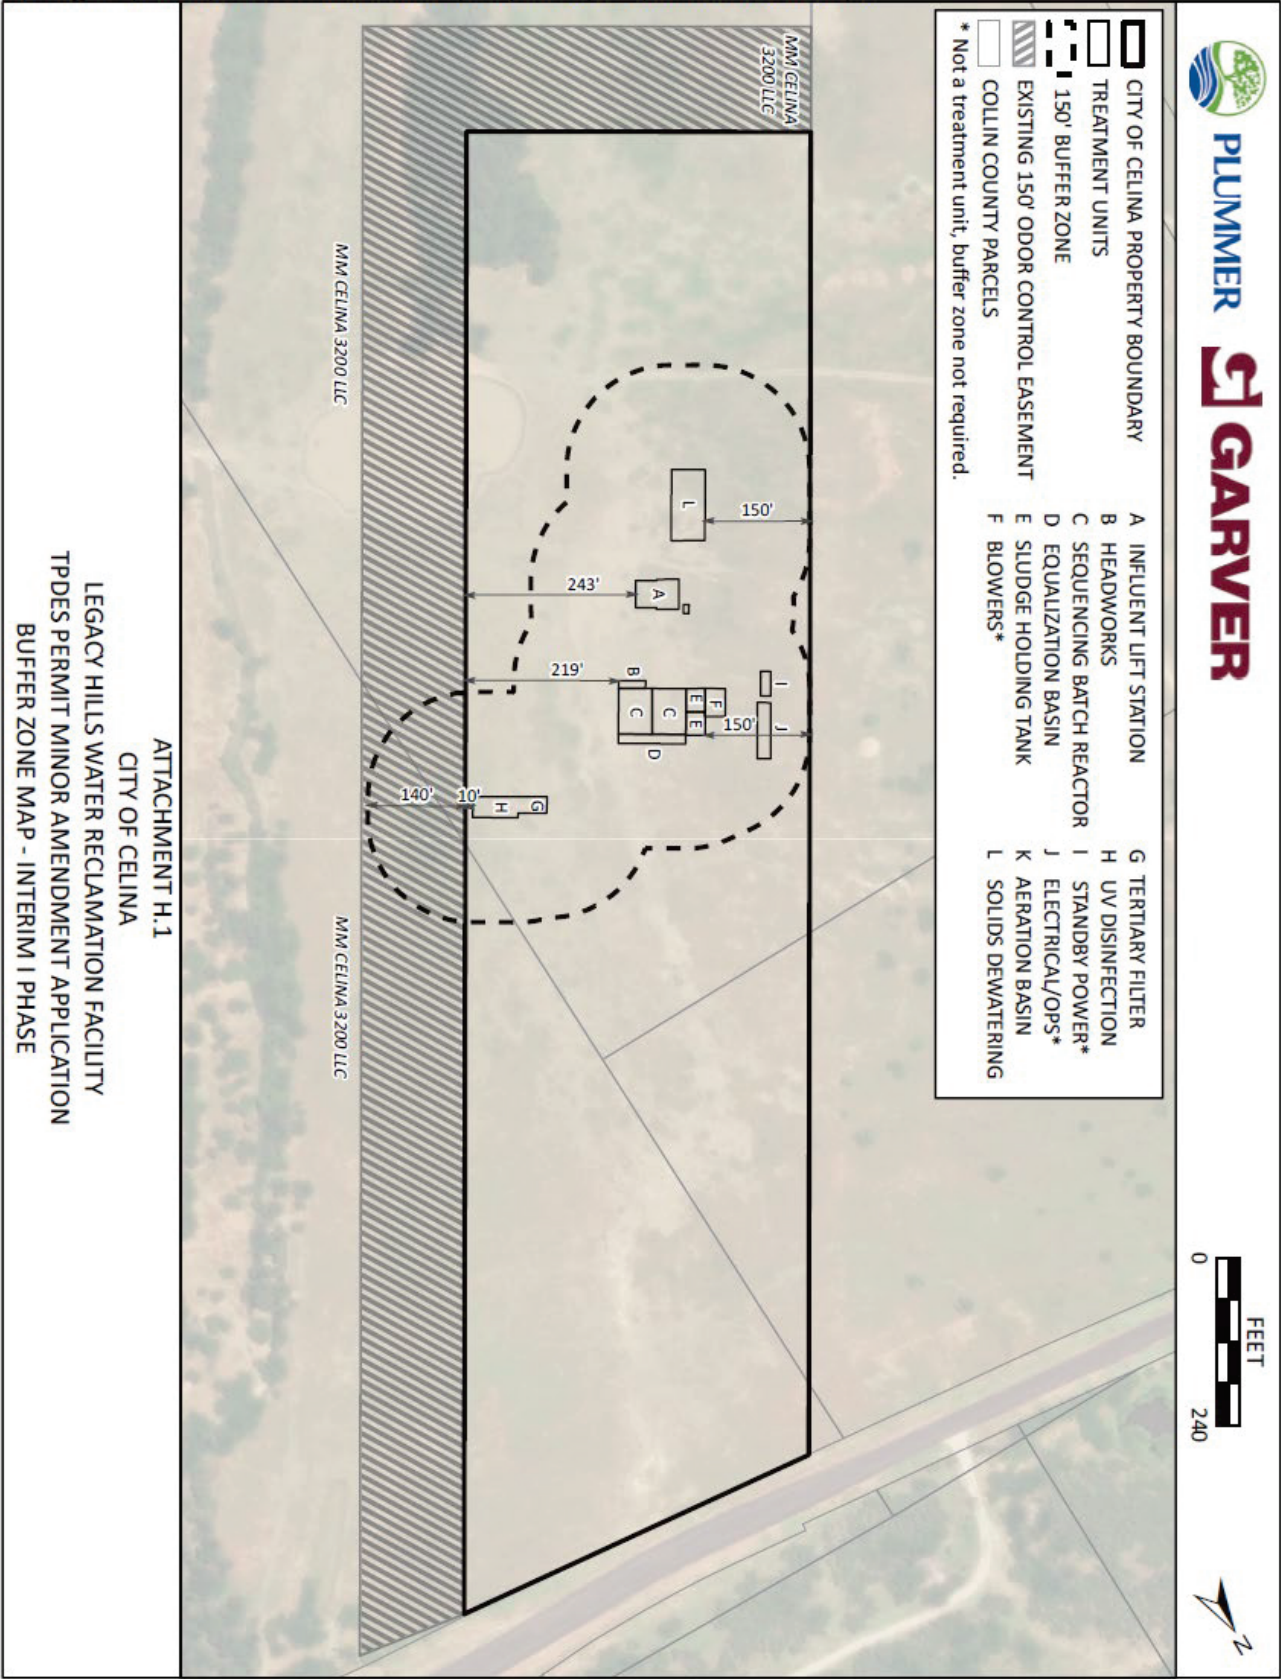 PLUMMER
GARVER
0
FEET
240
N
CITY OF CELINA PROPERTY BOUNDARY
TREATMENT UNITS
150' BUFFER ZONE
EXISTING 150' ODOR CONTROL EASEMENT
COLLIN COUNTY PARCELS
* Not a treatment unit, buffer zone not required.
A INFLUENT LIFT STATION
B HEADWORKS
C SEQUENCING BATCH REACTOR
D EQUALIZATION BASIN
E SLUDGE HOLDING TANK
F BLOWERS*
G TERTIARY FILTER
H UV DISINFECTION
I STANDBY POWER*
J ELECTRICAL/OPS*
K AERATION BASIN
L SOLIDS DEWATERING
MM CELINA
3200 LLC
150'
L
243'
A
219'
B
C
C
E
E
F
D
I
J
150'
140'
10'
H
G
MM CELINA 3200 LLC
MM CELINA 3200 LLC
ATTACHMENT H.1
CITY OF CELINA
LEGACY HILLS WATER RECLAMATION FACILITY
TPDES PERMIT MINOR AMENDMENT APPLICATION
BUFFER ZONE MAP - INTERIM I PHASE